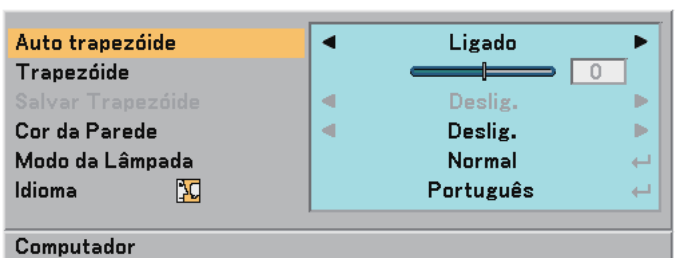 Auto trapezóide Ligado
Trapezóide 0
Salvar Trapezóide Deslig.
Cor da Parede Deslig.
Modo da Lâmpada Normal
Idioma Português
Computador